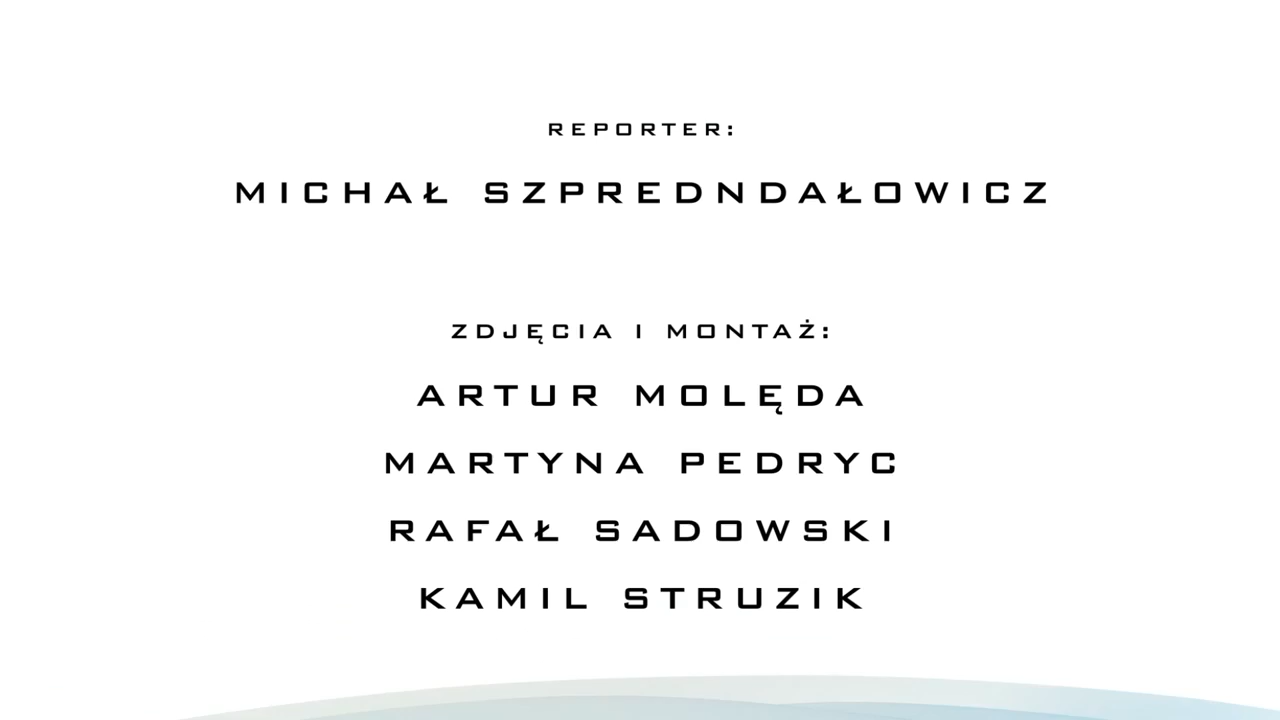 REPORTER:
MICHAŁ SZPREDNDAŁOWICZ
ZDJĘCIA I MONTAŻ:
ARTUR MOLĘDA
MARTYNA PEDRYC
RAFAŁ SADOWSKI
KAMIL STRUZIK